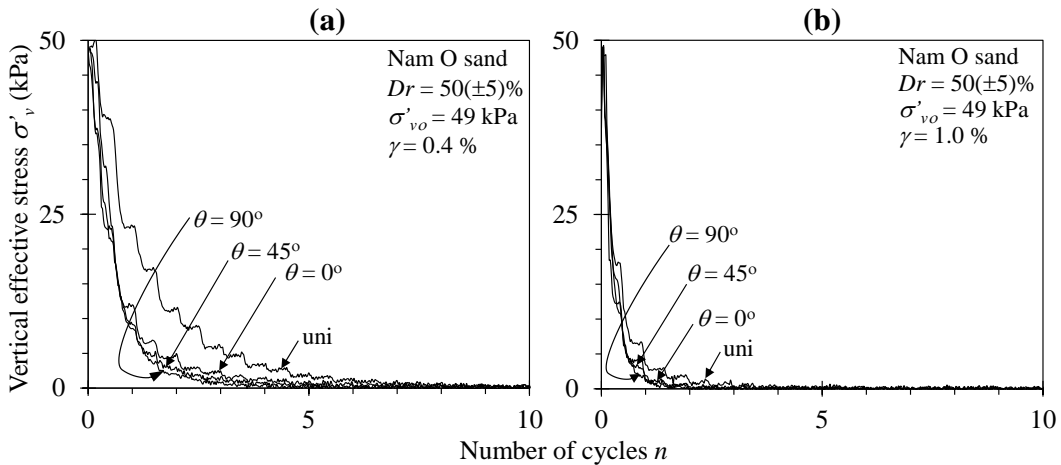 (a)
Vertical effective stress σ'v (kPa)
50
25
0
0
5
10
Nam O sand
Dr = 50(±5)%
σ'vo = 49 kPa
γ = 0.4 %
θ = 90o
θ = 45o
θ = 0o
uni
(b)
50
25
0
0
5
10
Nam O sand
Dr = 50(±5)%
σ'vo = 49 kPa
γ = 1.0 %
θ = 90o
θ = 45o
θ = 0o
uni
Number of cycles n